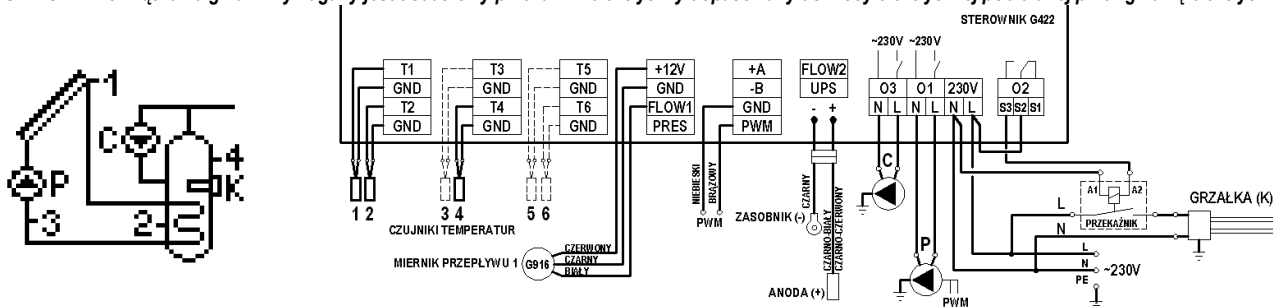 STEROWNIK G422
~230V ~230V
T1
GND
T2
GND
T3
GND
T4
GND
T5
GND
T6
GND
+12V
GND
FLOW1
PRES
+A
-B
GND
PWM
FLOW2
UPS
- +
O3 O1 230V O2
N L N L N L S3 S2 S1
1
C
4
P
K
3
2
1 2 3 4 5 6
CZUJNIKI TEMPERATUR
MIERNIK PRZEPŁYWU 1
G916
CZERWONY
CZARNY
BIAŁY
NIEBIESKI
BRĄZOWY
PWM
CZARNY
ZASOBNIK (-)
CZARNO-BIAŁY
CZARNO-CZERWONY
ANODA (+)
C
P
PWM
A1 A2
PRZEKAŹNIK
GRZAŁKA (K)
L
N
L
N
PE
~230V